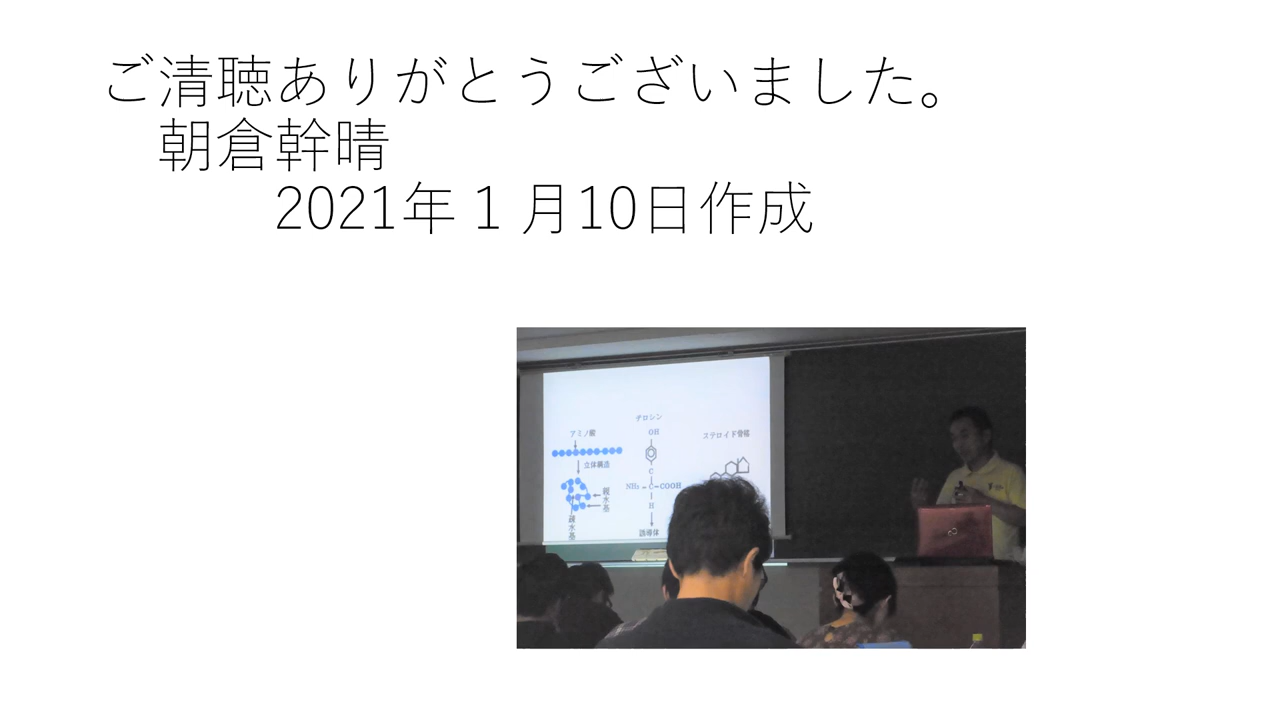 ご清聴ありがとうございました。
朝倉幹晴
2021年１月10日作成
チロシン
アミノ酸
OH
ステロイド骨格
立体構造
C
NH₂－C－COOH
親水基
H
疎水基
誘導体